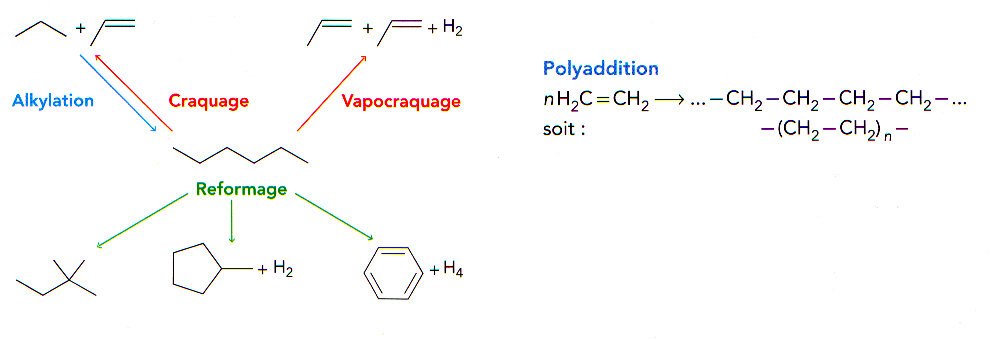 +
+
+ H2
Alkylation
Craquage
Vapocraquage
Reformage
+ H2
+ H4
Polyaddition
nH2C=CH2⟶ ... –CH2–CH2–CH2–CH2–...
soit :
–(CH2–CH2)n–